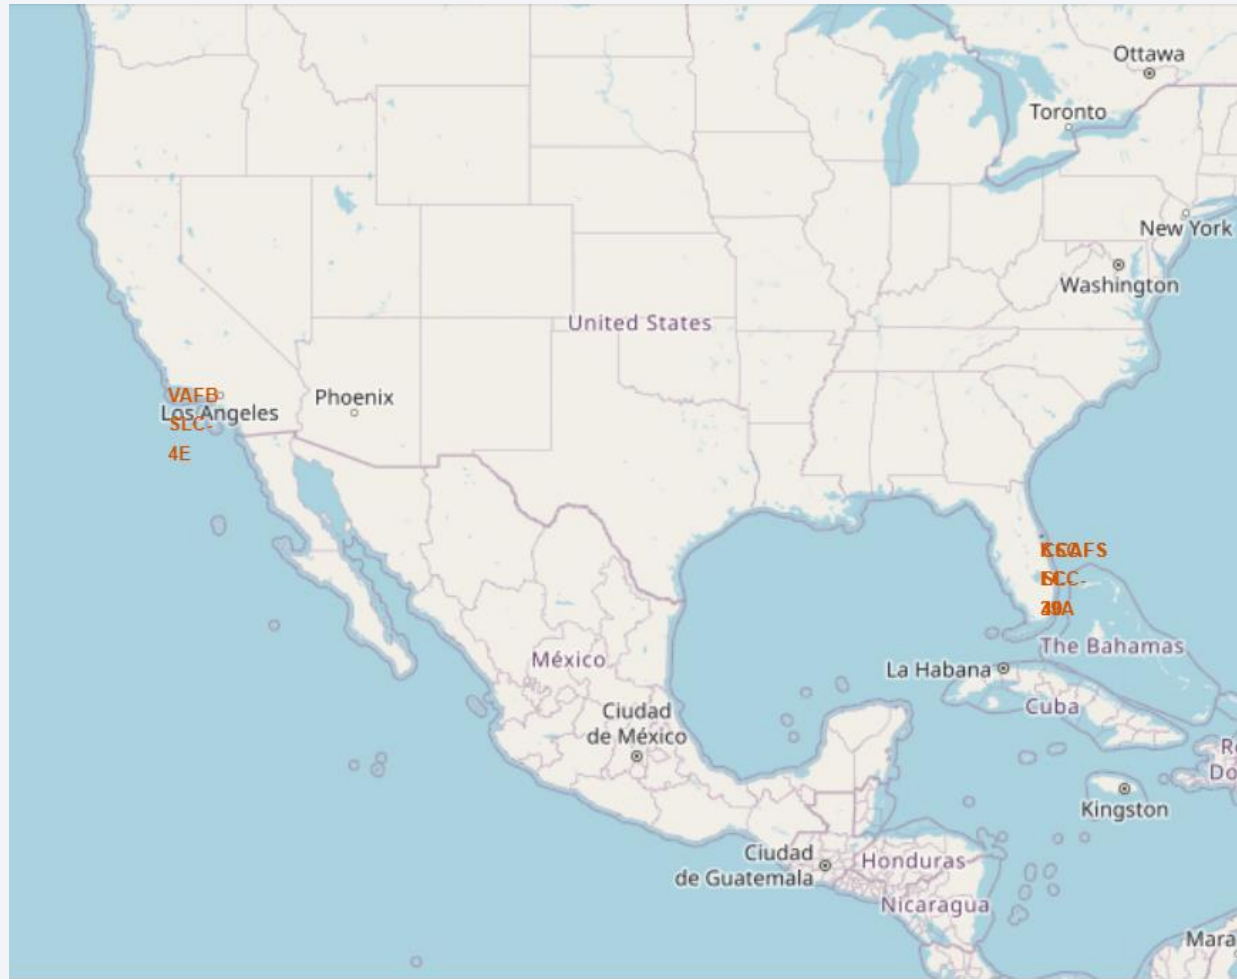 Ottawa
Toronto
New York
Washington
United States
VAFB
Los Angeles
SLC-
4E
Phoenix
The Bahamas
La Habana
México
Cuba
Ciudad
de México
Kingston
Ciudad
de Guatemala
Honduras
Nicaragua